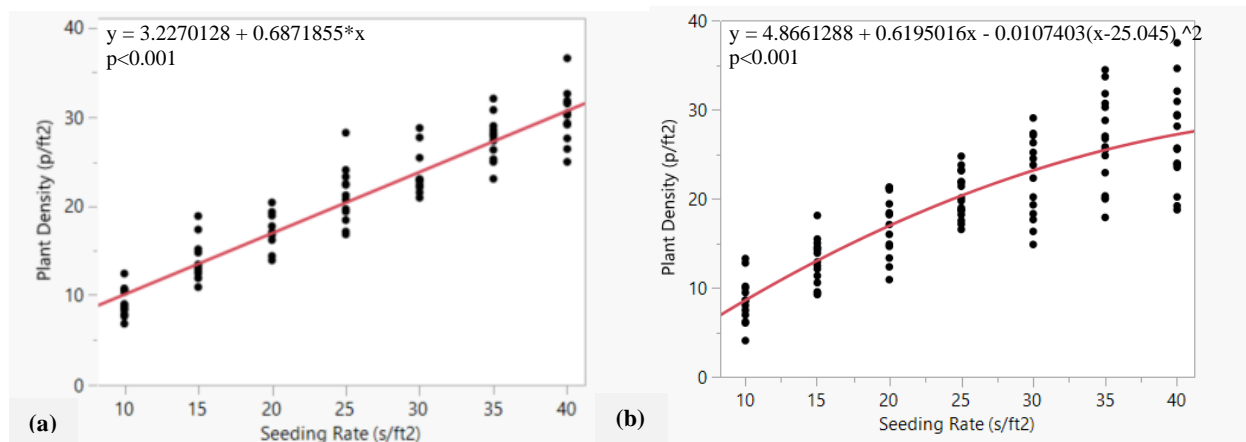 y = 3.2270128 + 0.6871855*x
p<0.001
40
30
20
10
0
Plant Density (p/ft2)
10 15 20 25 30 35 40
Seeding Rate (s/ft2)
(a)
y = 4.8661288 + 0.6195016x - 0.0107403(x-25.045)^2
p<0.001
40
30
20
10
0
Plant Density (p/ft2)
10 15 20 25 30 35 40
Seeding Rate (s/ft2)
(b)